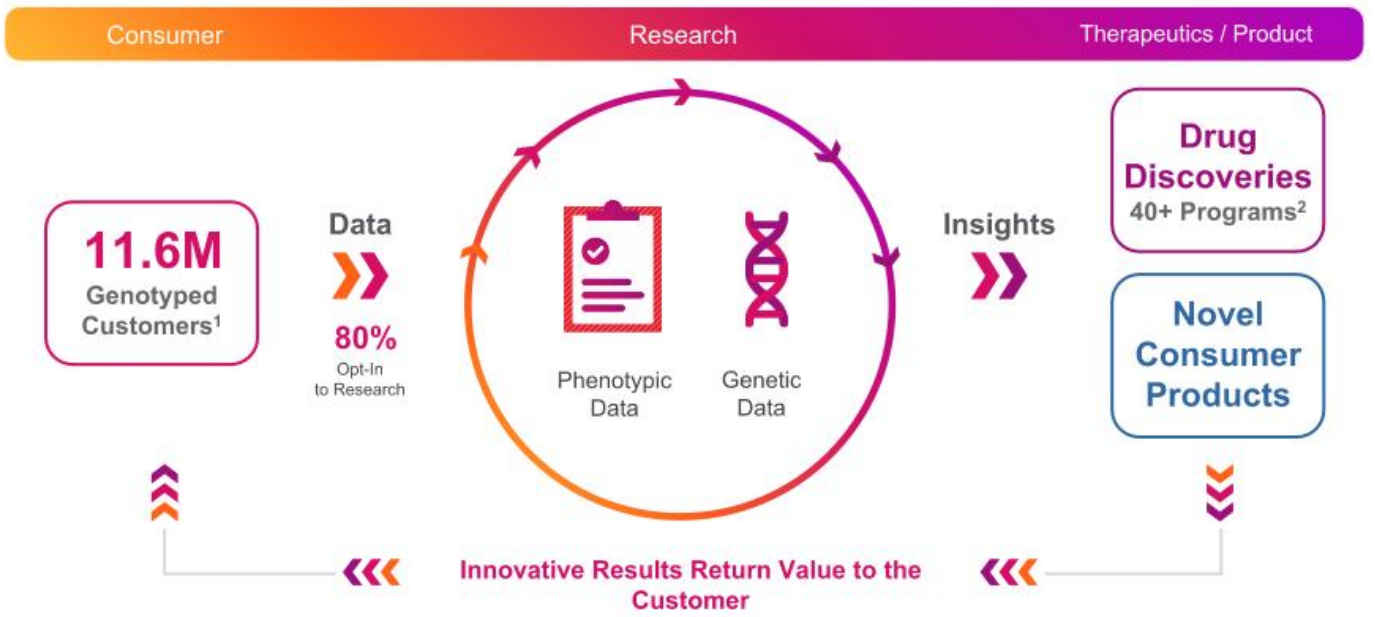 Consumer
Research
Therapeutics / Product
11.6M
Genotyped
Customers¹
Data
80%
Opt-In
to Research
Phenotypic
Data
Genetic
Data
Insights
Drug
Discoveries
40+ Programs²
Novel
Consumer
Products
Innovative Results Return Value to the
Customer